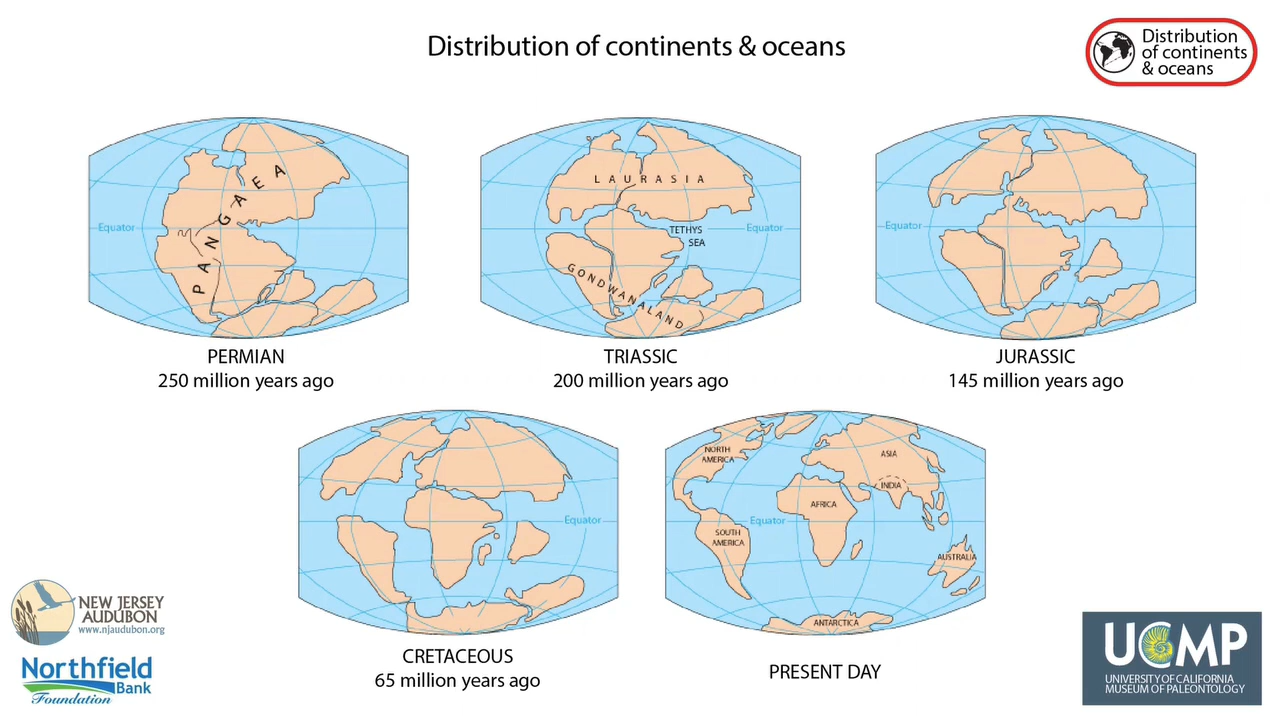 Distribution of continents & oceans
Distribution
of continents
& oceans
PANGAEA
Equator
LAURASIA
TETHYS
SEA
Equator
GONDWANALAND
Equator
PERMIAN
250 million years ago
TRIASSIC
200 million years ago
JURASSIC
145 million years ago
Equator
NORTH
AMERICA
ASIA
INDIA
AFRICA
Equator
SOUTH
AMERICA
AUSTRALIA
ANTARCTICA
CRETACEOUS
65 million years ago
PRESENT DAY
NEW JERSEY
AUDUBON
www.njaudubon.org
Northfield
Bank
Foundation
UCMP
UNIVERSITY OF CALIFORNIA
MUSEUM OF PALEONTOLOGY